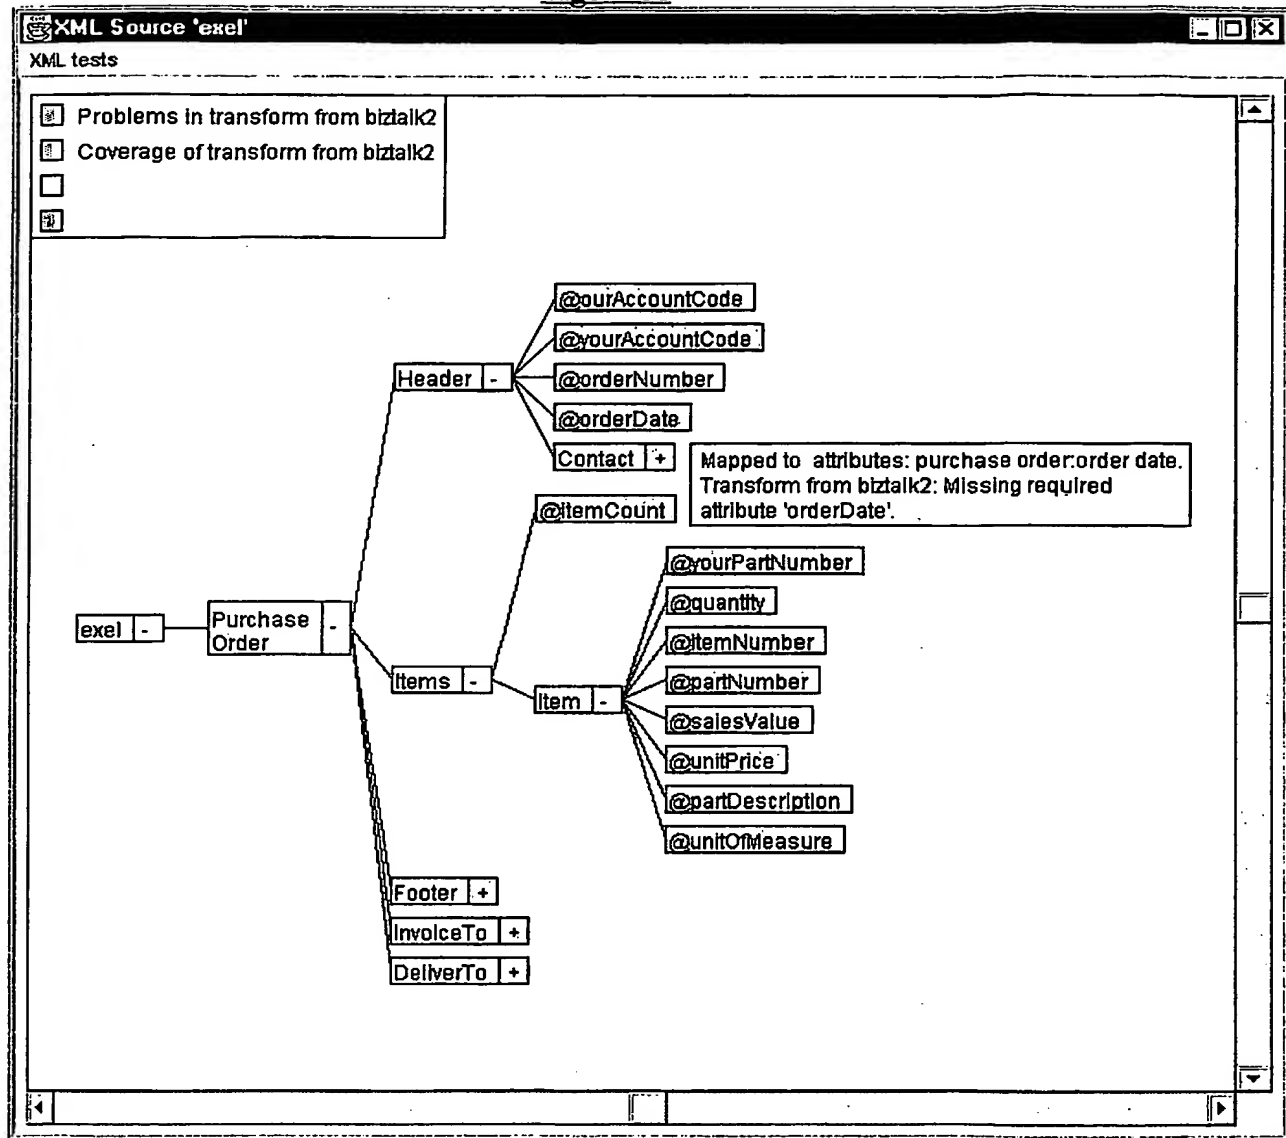 XML Source 'exel'
XML tests
Problems in transform from biztalk2
Coverage of transform from biztalk2
@ourAccountCode
@yourAccountCode
Header -
@orderNumber
@orderDate
Contact +
Mapped to attributes: purchase order:order date.
Transform from biztalk2: Missing required
attribute 'orderDate'.
@itemCount
@yourPartNumber
@quantity
exel -
Purchase
Order -
@itemNumber
Items -
@partNumber
Item -
@salesValue
@unitPrice
@partDescription
@unitOfMeasure
Footer +
InvoiceTo +
DeliverTo +